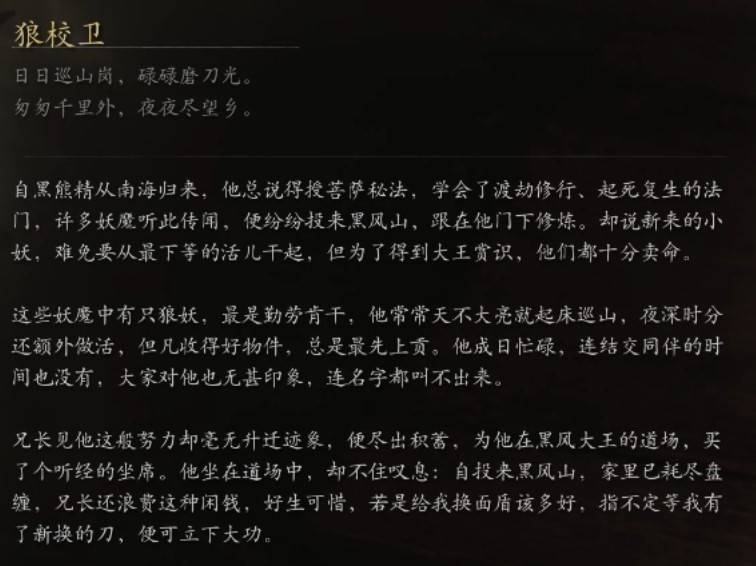 狼校卫
日日巡山岗，碌碌磨刀光。
匆匆千里外，夜夜尽望乡。
自黑熊精从南海归来，他总说得授菩萨秘法，学会了渡劫修行、起死复生的法
门，许多妖魔听此传闻，便纷纷投来黑风山，跟在他门下修炼。却说新来的小
妖，难免要从最下等的活儿干起，但为了得到大王赏识，他们都十分卖命。
这些妖魔中有只狼妖，最是勤劳肯干，他常常天不大亮就起床巡山，夜深时分
还额外做活，但凡收得好物件，总是最先上贡。他成日忙碌，连结交同伴的时
间也没有，大家对他也无甚印象，连名字都叫不出来。
兄长见他这般努力却毫无升迁迹象，便尽出积蓄，为他在黑风大王的道场，买
了个听经的坐席。他坐在道场中，却不住叹息：自投来黑风山，家里已耗尽盘
缠，兄长还浪费这种闲钱，好生可惜，若是给我换面盾该多好，指不定等我有
了新换的刀，便可立下大功。